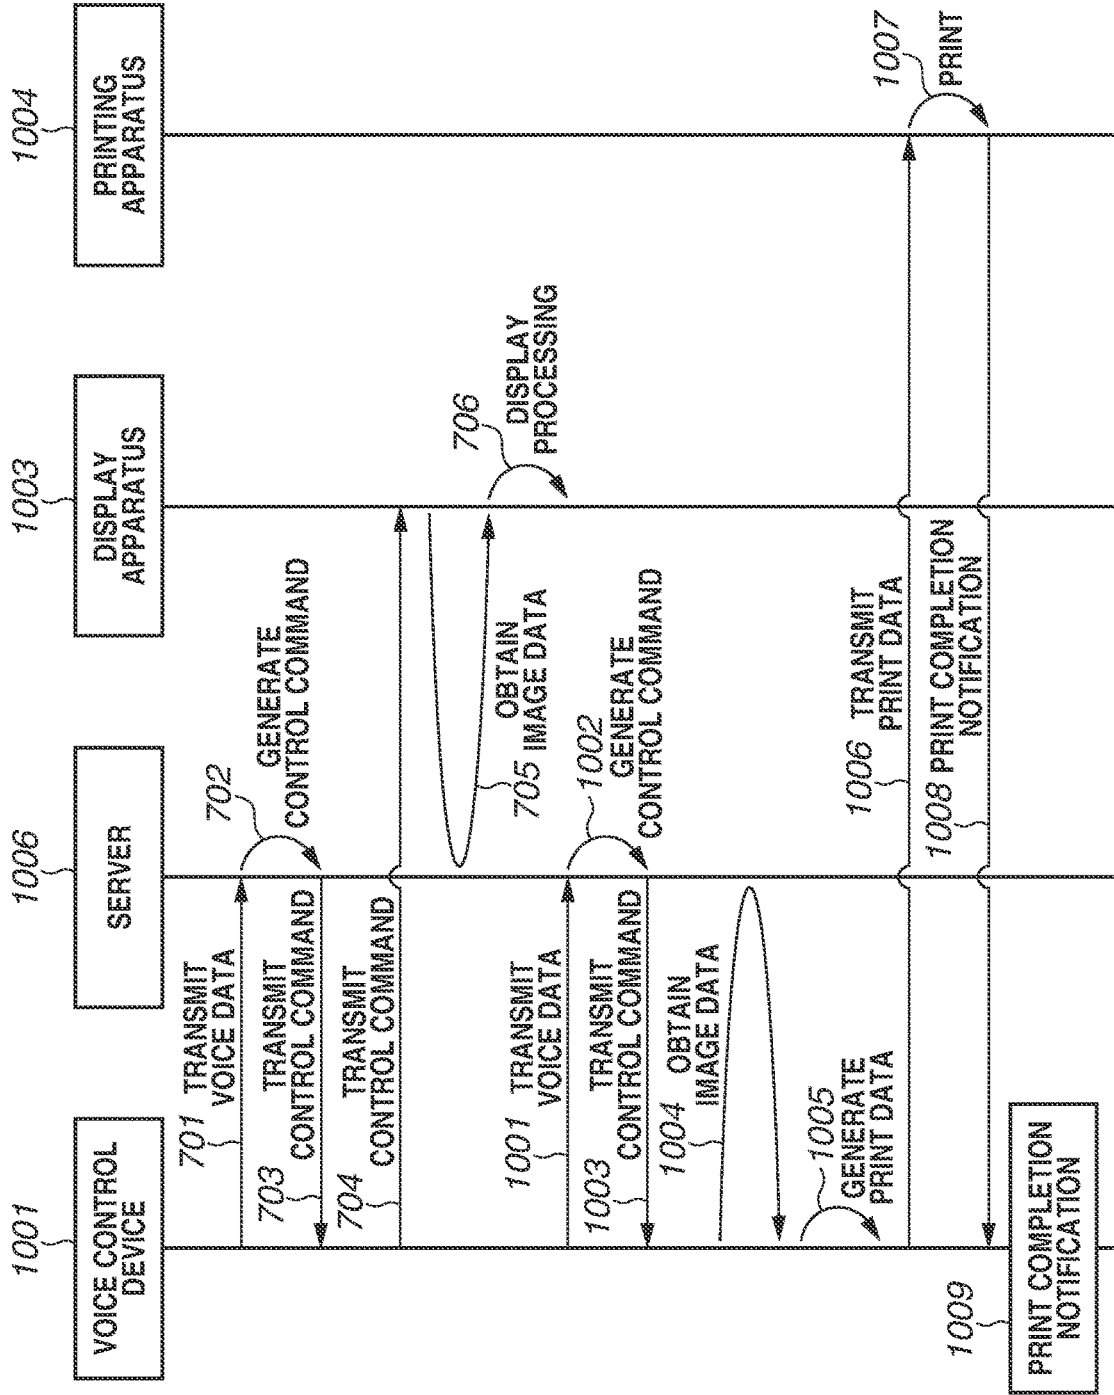 1001
VOICE CONTROL
DEVICE
1006
SERVER
1003
DISPLAY
APPARATUS
1004
PRINTING
APPARATUS
701
TRANSMIT
VOICE DATA
702
GENERATE
CONTROL COMMAND
703
TRANSMIT
CONTROL COMMAND
704
TRANSMIT
CONTROL COMMAND
705
OBTAIN
IMAGE DATA
706
DISPLAY
PROCESSING
1001
TRANSMIT
VOICE DATA
1002
GENERATE
CONTROL COMMAND
1003
TRANSMIT
CONTROL COMMAND
1004
OBTAIN
IMAGE DATA
1005
GENERATE
PRINT DATA
1006
TRANSMIT
PRINT DATA
1007
PRINT
1008
PRINT COMPLETION
NOTIFICATION
1009
PRINT COMPLETION
NOTIFICATION